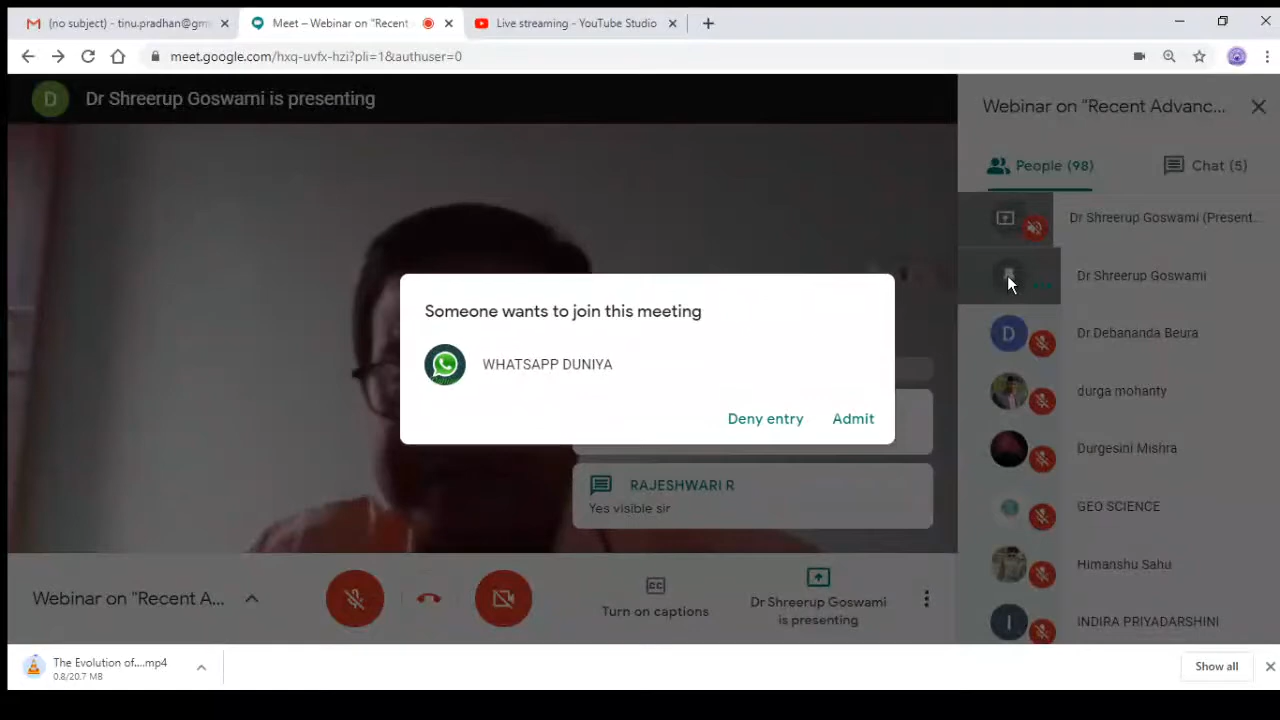 (no subject) - tinu.pradhan@gm
Meet – Webinar on "Recent
Live streaming - YouTube Studio
meet.google.com/hxq-uvfx-hzi?pli=1&authuser=0
D
Dr Shreerup Goswami is presenting
Webinar on "Recent Advanc...
People (98)
Chat (5)
Dr Shreerup Goswami (Present...
Dr Shreerup Goswami
D
Dr Debananda Beura
durga mohanty
Durgesini Mishra
GEO SCIENCE
Himanshu Sahu
I
INDIRA PRIYADARSHINI
Someone wants to join this meeting
WHATSAPP DUNIYA
Deny entry
Admit
RAJESHWARI R
Yes visible sir
Webinar on "Recent A...
CC
Turn on captions
Dr Shreerup Goswami
is presenting
The Evolution of....mp4
0.8/20.7 MB
Show all